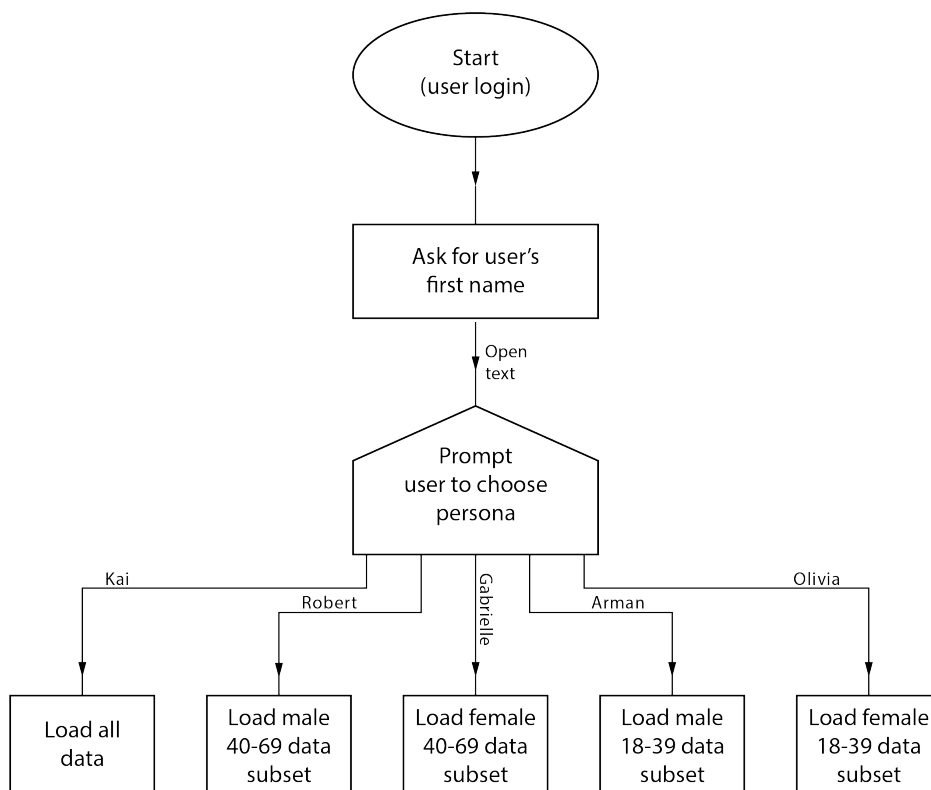 Start
(user login)
Ask for user’s
first name
Open
text
Prompt
user to choose
persona
Kai
Robert
Gabrielle
Arman
Olivia
Load all
data
Load male
40-69 data
subset
Load female
40-69 data
subset
Load male
18-39 data
subset
Load female
18-39 data
subset